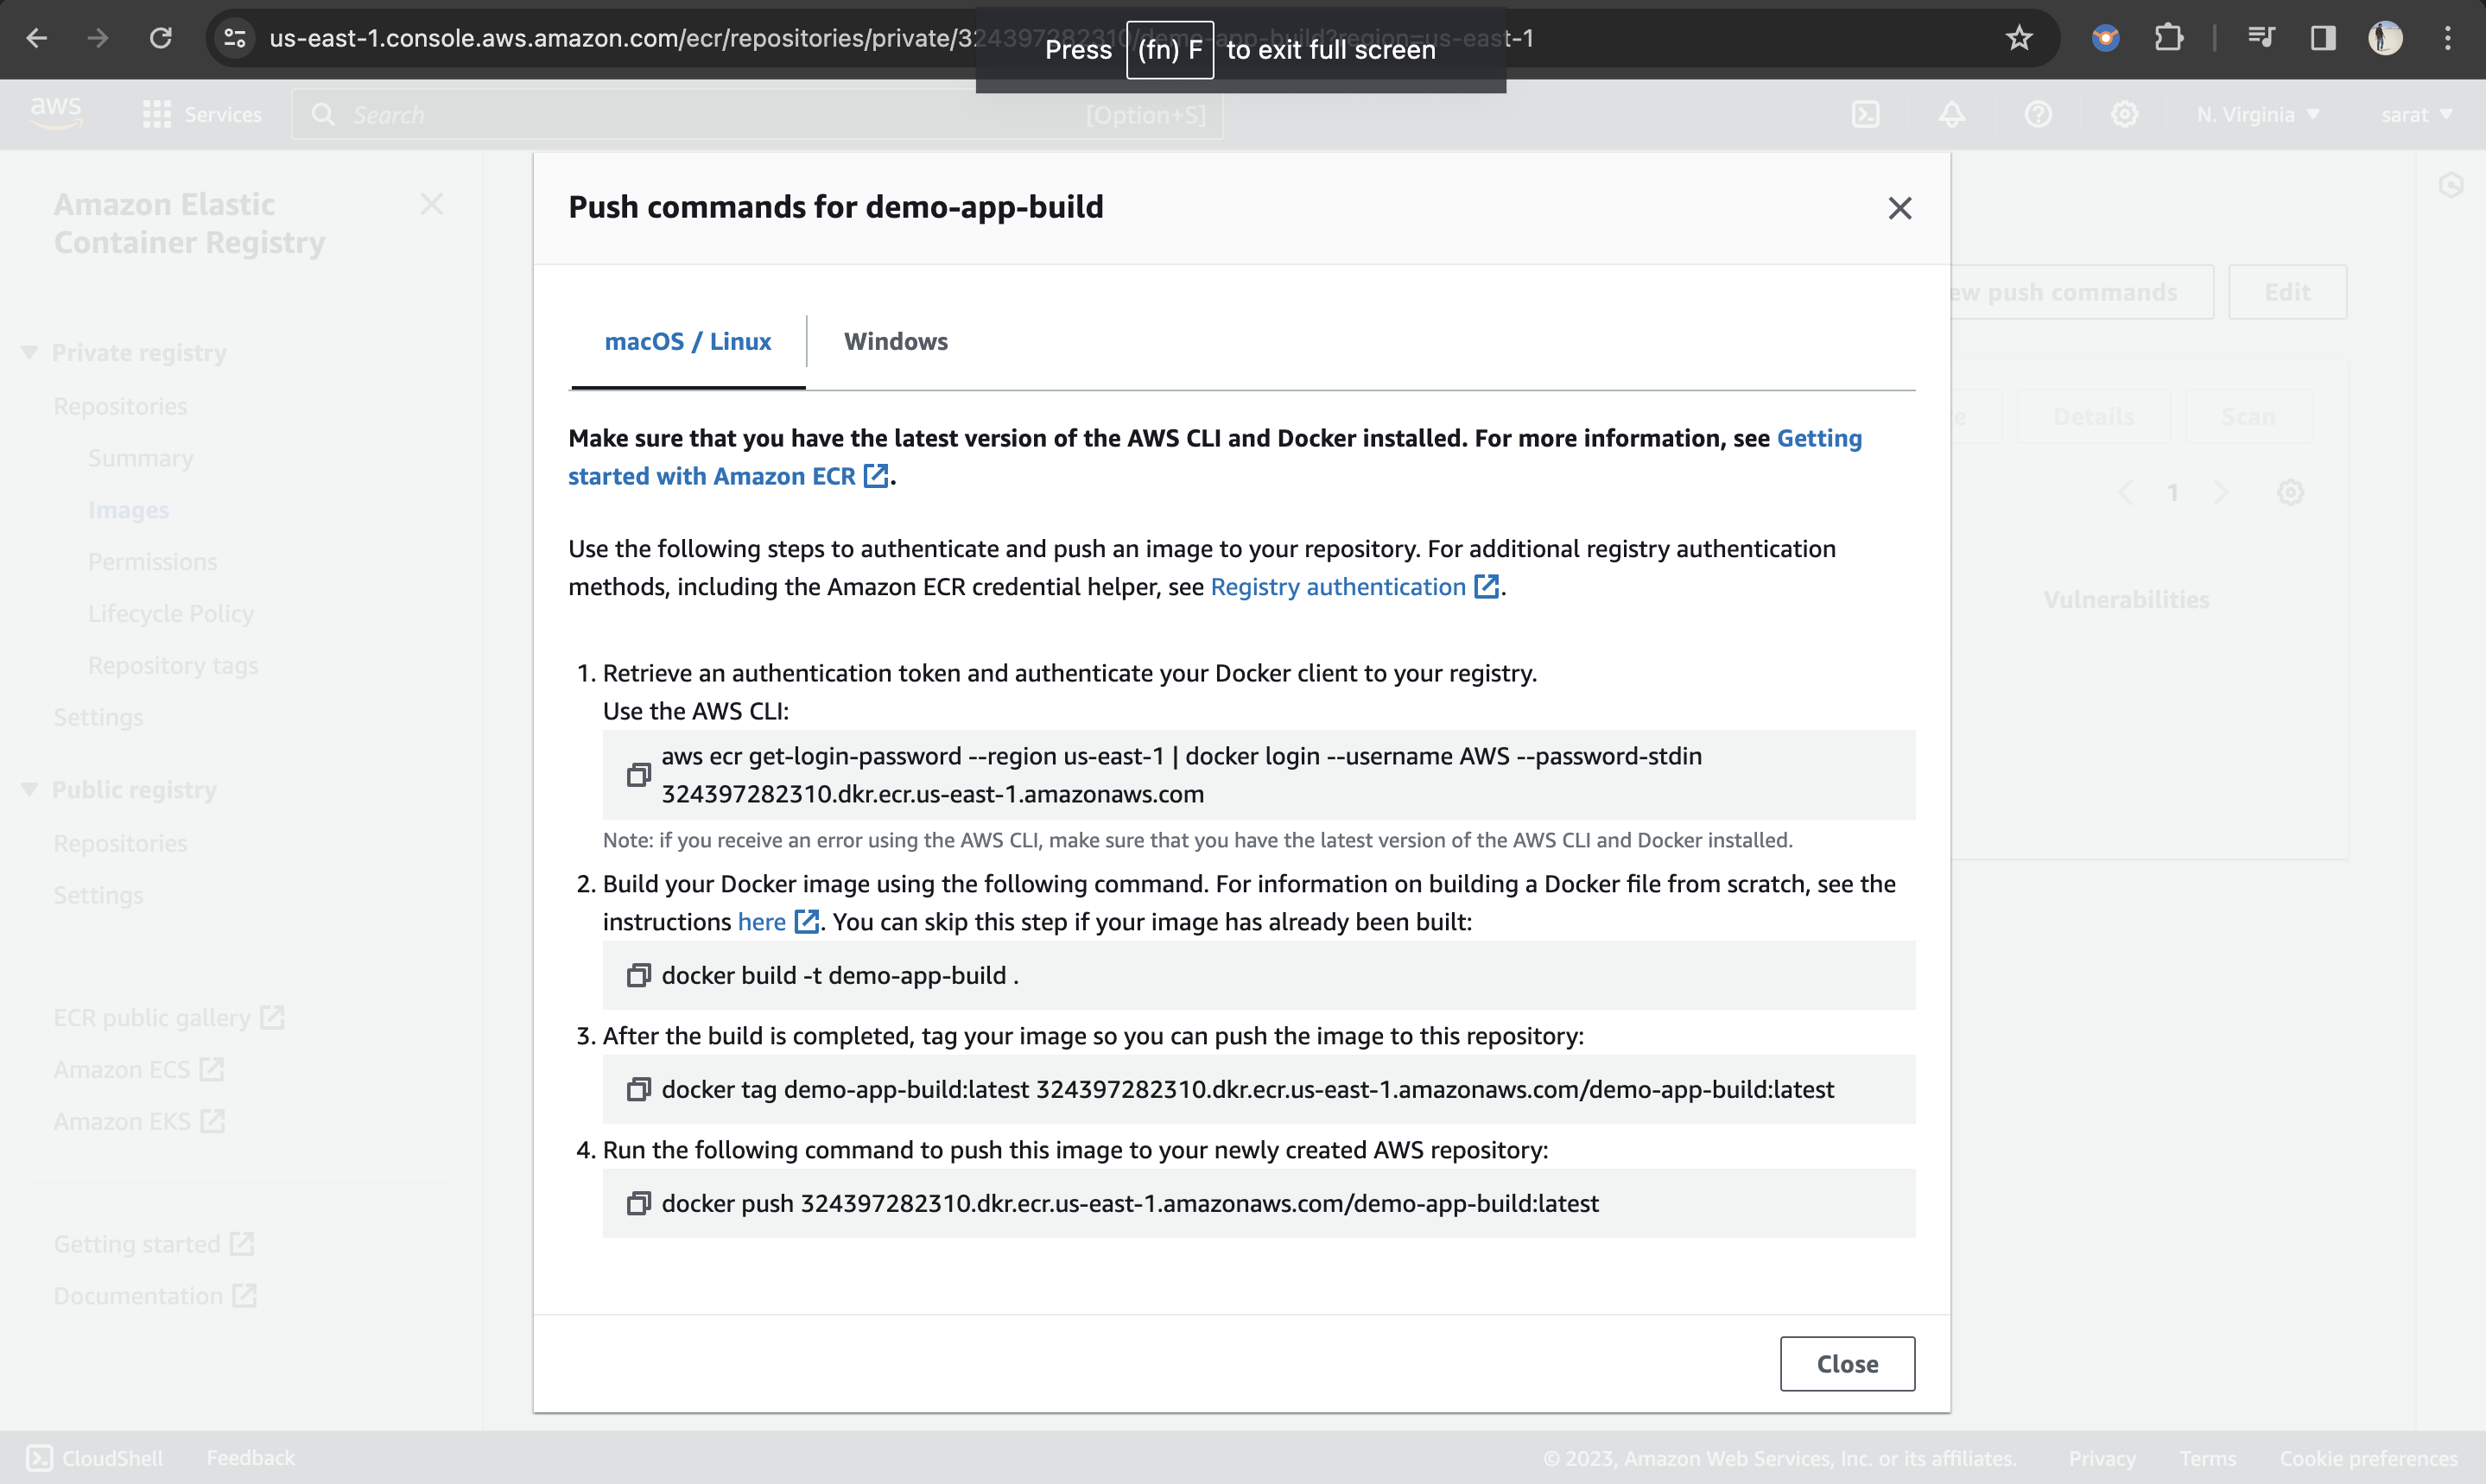 us-east-1.console.aws.amazon.com/ecr/repositories/private/324397282310/demo-app-build?region=us-east-1
Press (fn) F to exit full screen
aws
Services
Search
[Option+S]
N. Virginia
sarat
Amazon Elastic
Container Registry
Private registry
Repositories
Summary
Images
Permissions
Lifecycle Policy
Repository tags
Settings
Public registry
Repositories
Settings
ECR public gallery
Amazon ECS
Amazon EKS
Getting started
Documentation
Push commands for demo-app-build
macOS / Linux
Windows
Make sure that you have the latest version of the AWS CLI and Docker installed. For more information, see Getting
started with Amazon ECR .
Use the following steps to authenticate and push an image to your repository. For additional registry authentication
methods, including the Amazon ECR credential helper, see Registry authentication .
1. Retrieve an authentication token and authenticate your Docker client to your registry.
Use the AWS CLI:
aws ecr get-login-password --region us-east-1 | docker login --username AWS --password-stdin
324397282310.dkr.ecr.us-east-1.amazonaws.com
Note: if you receive an error using the AWS CLI, make sure that you have the latest version of the AWS CLI and Docker installed.
2. Build your Docker image using the following command. For information on building a Docker file from scratch, see the
instructions here . You can skip this step if your image has already been built:
docker build -t demo-app-build .
3. After the build is completed, tag your image so you can push the image to this repository:
docker tag demo-app-build:latest 324397282310.dkr.ecr.us-east-1.amazonaws.com/demo-app-build:latest
4. Run the following command to push this image to your newly created AWS repository:
docker push 324397282310.dkr.ecr.us-east-1.amazonaws.com/demo-app-build:latest
Close
push commands
Edit
Details
Scan
1
Vulnerabilities
CloudShell
Feedback
© 2023, Amazon Web Services, Inc. or its affiliates.
Privacy
Terms
Cookie preferences